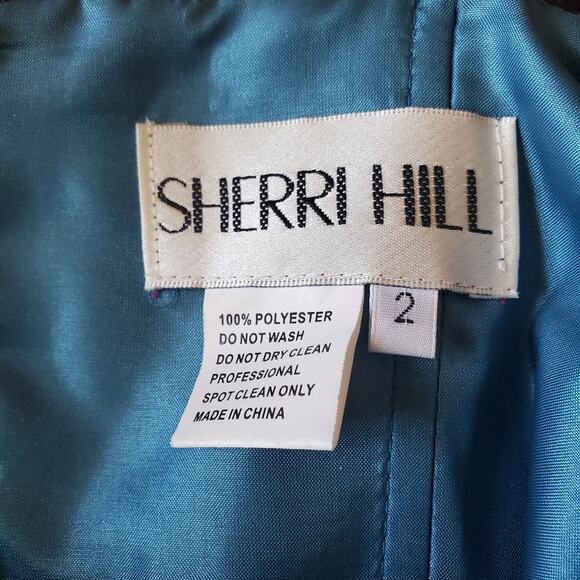 SHERRI HILL
2
100% POLYESTER
DO NOT WASH
DO NOT DRY CLEAN
PROFESSIONAL
SPOT CLEAN ONLY
MADE IN CHINA